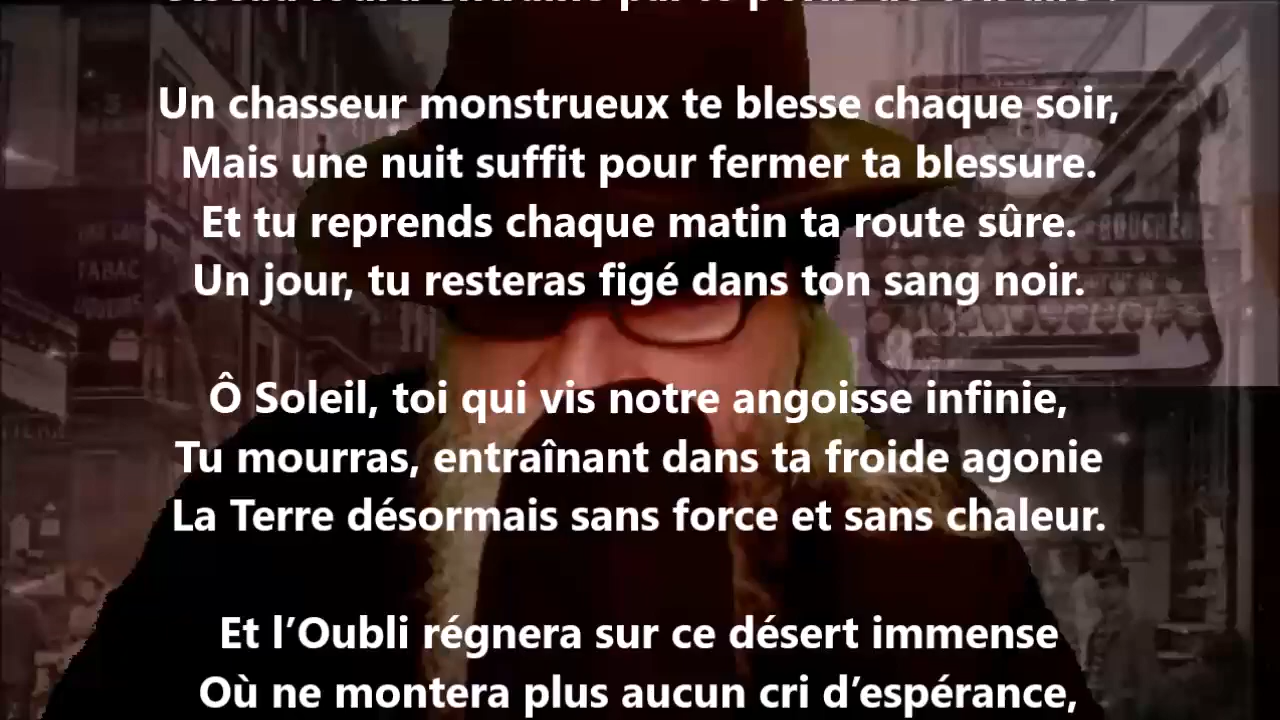 Un chasseur monstrueux te blesse chaque soir,
Mais une nuit suffit pour fermer ta blessure.
Et tu reprends chaque matin ta route sûre.
Un jour, tu resteras figé dans ton sang noir.
Ô Soleil, toi qui vis notre angoisse infinie,
Tu mourras, entraînant dans ta froide agonie
La Terre désormais sans force et sans chaleur.
Et l’Oubli régnera sur ce désert immense
Où ne montera plus aucun cri d’espérance,
TABAC